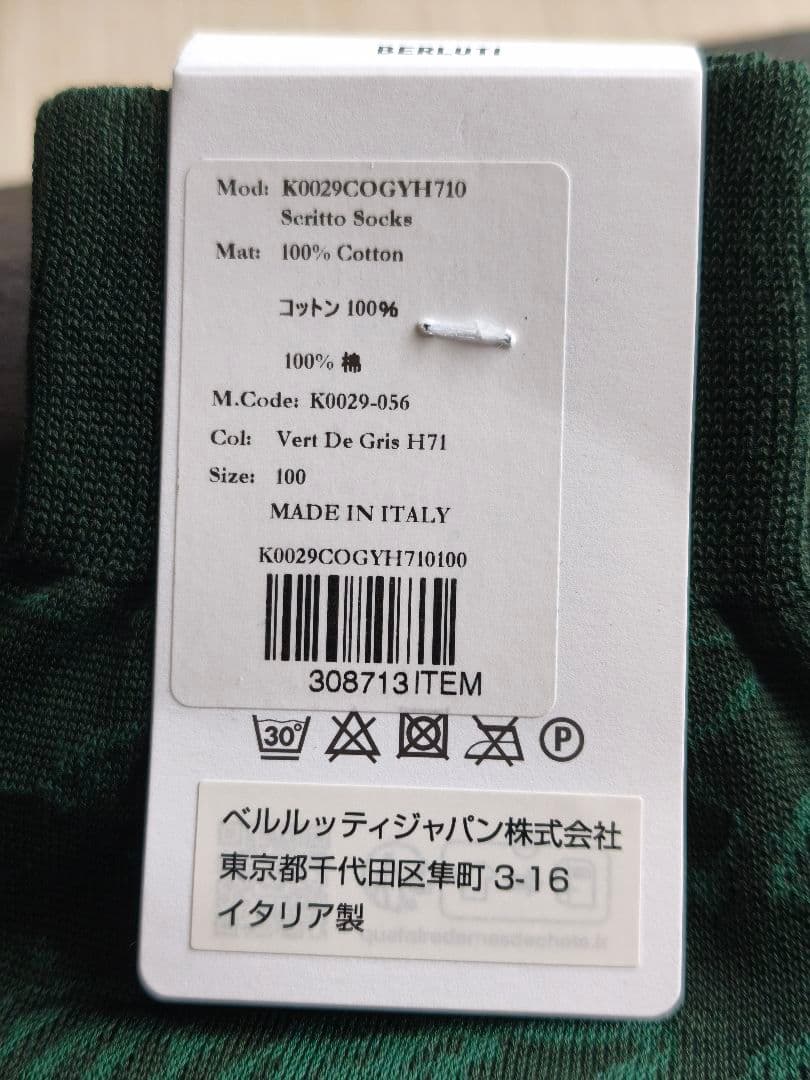 BERLUTI
Mod: K0029COGYH710
Scritto Socks
Mat: 100% Cotton
コットン 100%
100% 棉
M.Code: K0029-056
Col: Vert De Gris H71
Size: 100
MADE IN ITALY
K0029COGYH710100
308713ITEM
30°
P
ベルルッティジャパン株式会社
東京都千代田区隼町 3-16
イタリア製